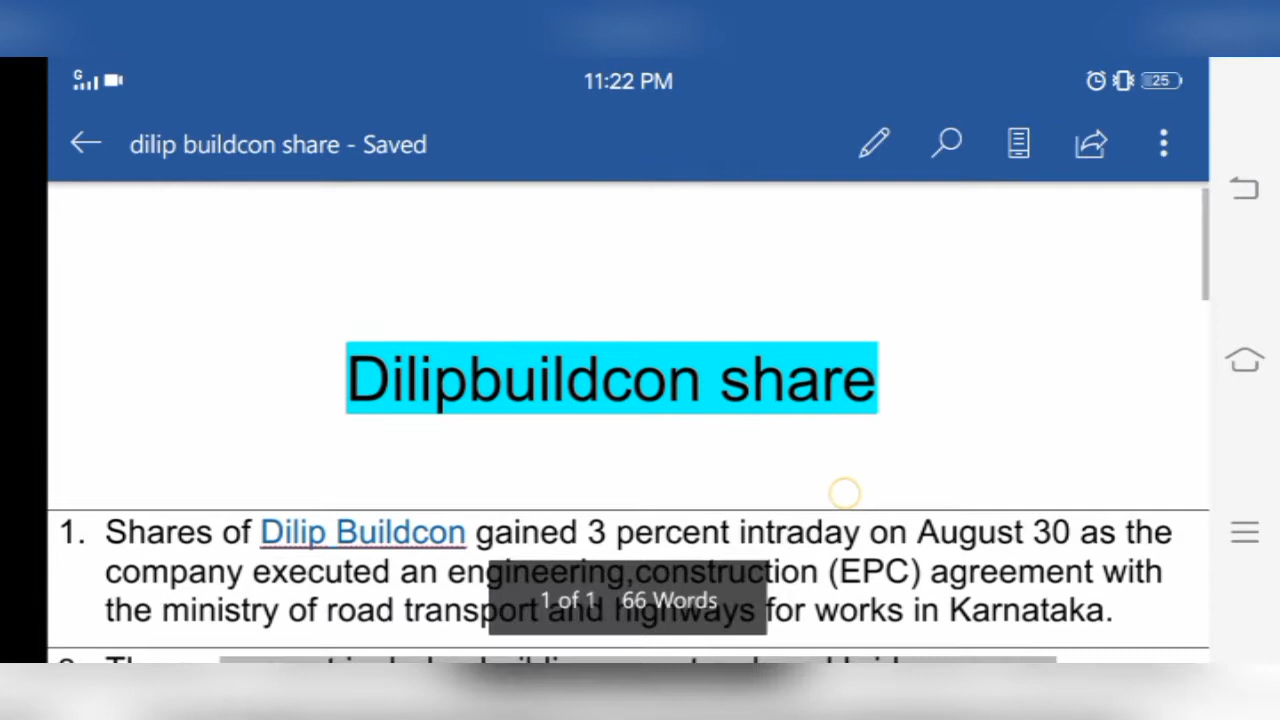 G 11:22 PM 25
dilip buildcon share - Saved
Dilipbuildcon share
1. Shares of Dilip Buildcon gained 3 percent intraday on August 30 as the
company executed an engineering,construction (EPC) agreement with
the ministry of road transport and highways for works in Karnataka.
1 of 1 66 Words